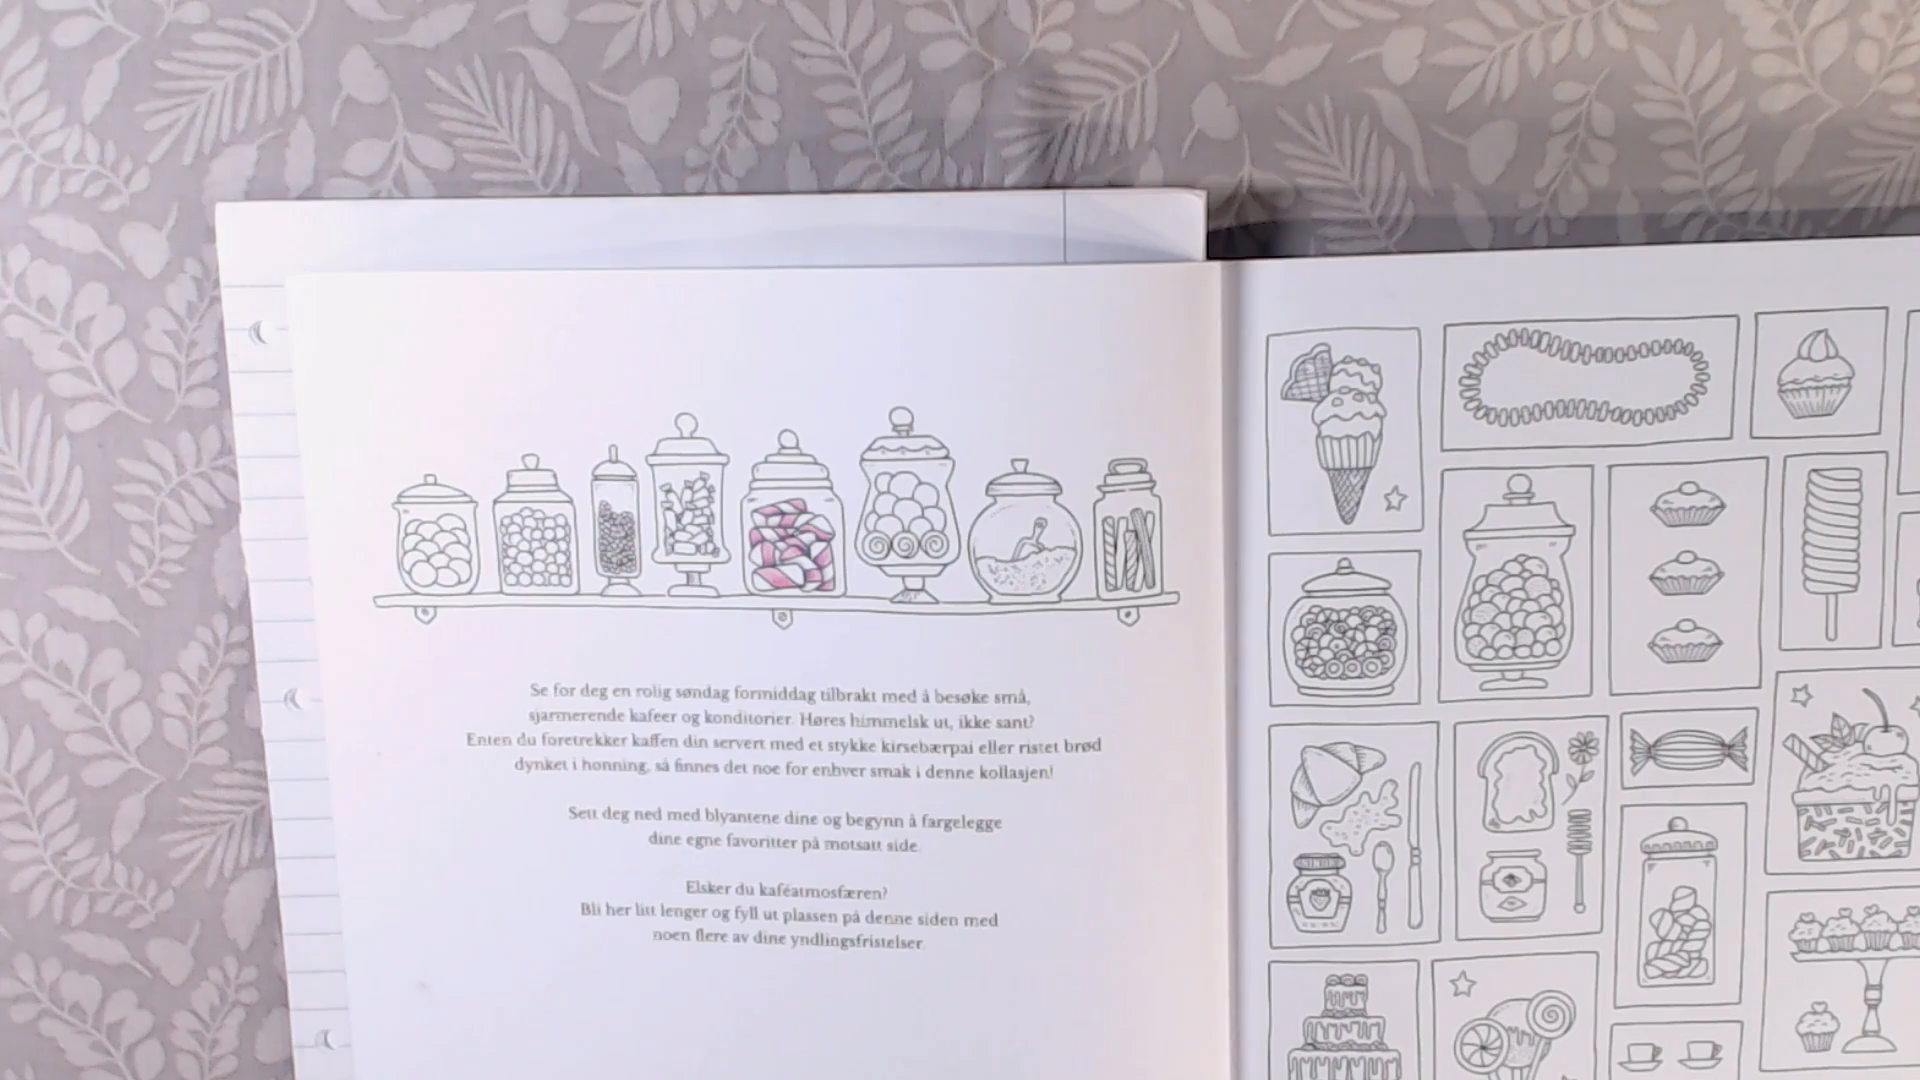 Se for deg en rolig søndag formiddag tilbrakt med å besøke små,
sjarmerende kafeer og konditorier. Høres himmelsk ut, ikke sant?
Enten du foretrekker kaffen din servert med et stykke kirsebærpai eller ristet brød
dynket i honning, så finnes det noe for enhver smak i denne kollasjen!
Sett deg ned med blyantene dine og begynn å fargelegge
dine egne favoritter på motsatt side.
Elsker du kaféatmosfæren?
Bli her litt lenger og fyll ut plassen på denne siden med
noen flere av dine yndlingsfristelser.